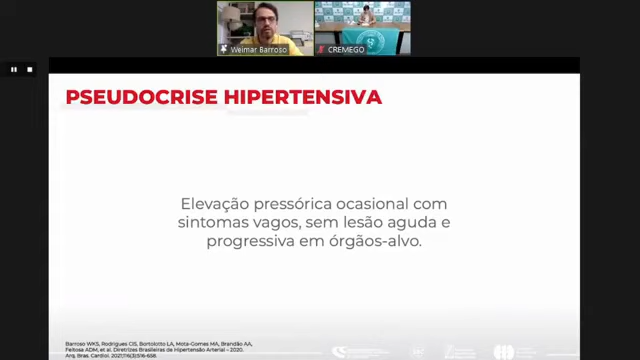 Weimar Barroso
CREMEGO
PSEUDOCRISE HIPERTENSIVA
Elevação pressórica ocasional com
sintomas vagos, sem lesão aguda e
progressiva em órgãos-alvo.
Barroso WKS, Rodrigues CIS, Bortolotto LA, Mota-Gomes MA, Brandão AA,
Feitosa ADM, et al. Diretrizes Brasileiras de Hipertensão Arterial – 2020.
Arq. Bras. Cardiol. 2021;116(3):516-658.